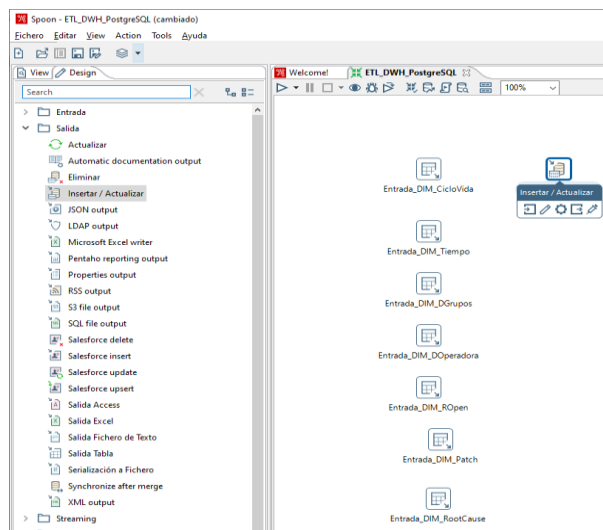 Spoon - ETL_DWH_PostgreSQL (cambiado)
Fichero Editar View Action Tools Ayuda
View Design
Search
Entrada
Salida
Actualizar
Automatic documentation output
Eliminar
Insertar / Actualizar
JSON output
LDAP output
Microsoft Excel writer
Pentaho reporting output
Properties output
RSS output
S3 file output
SQL file output
Salesforce delete
Salesforce insert
Salesforce update
Salesforce upsert
Salida Access
Salida Excel
Salida Fichero de Texto
Salida Tabla
Serialización a Fichero
Synchronize after merge
XML output
Streaming
Welcome! ETL_DWH_PostgreSQL
100%
Entrada_DIM_CicloVida
Insertar / Actualizar
Entrada_DIM_Tiempo
Entrada_DIM_DGrupos
Entrada_DIM_DOperadora
Entrada_DIM_ROpen
Entrada_DIM_Patch
Entrada_DIM_RootCause